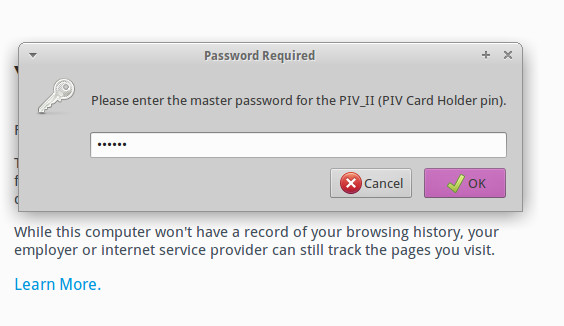 Password Required
Please enter the master password for the PIV_II (PIV Card Holder pin).
••••••
Cancel
OK
While this computer won't have a record of your browsing history, your
employer or internet service provider can still track the pages you visit.
Learn More.